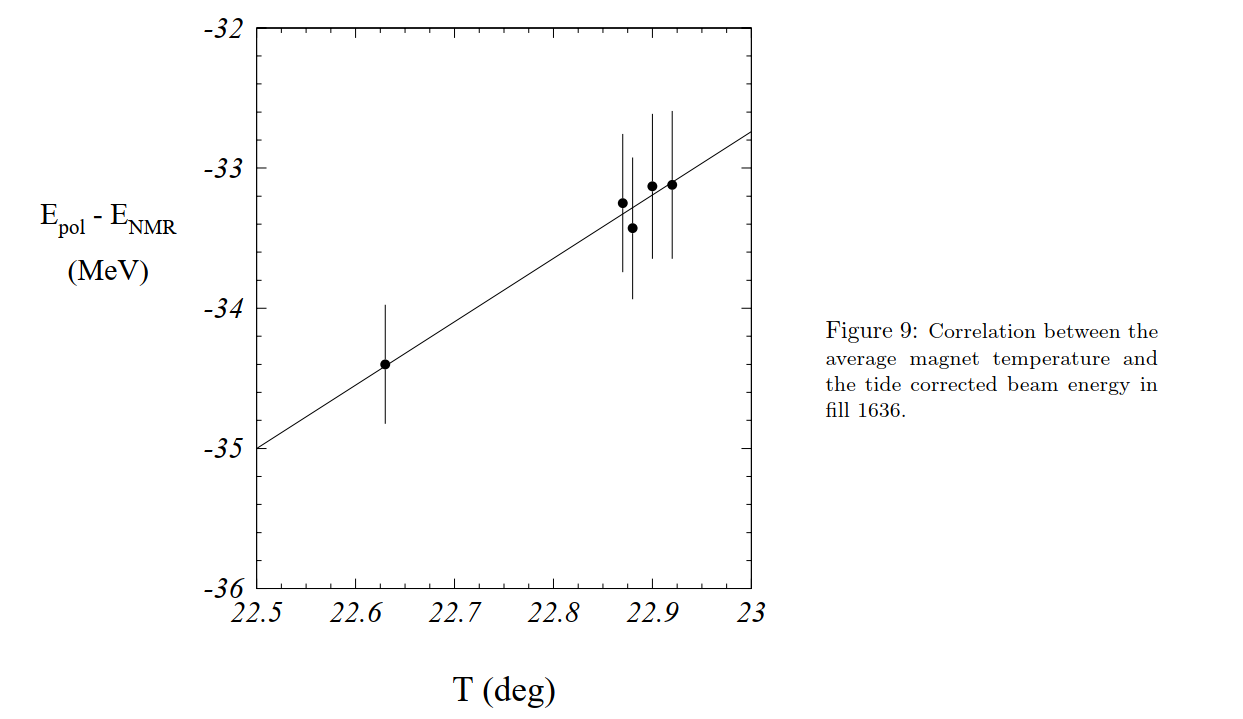 -32
-33
-34
-35
-36
E_pol - E_NMR
(MeV)
22.5 22.6 22.7 22.8 22.9 23
T (deg)
Figure 9: Correlation between the
average magnet temperature and
the tide corrected beam energy in
fill 1636.